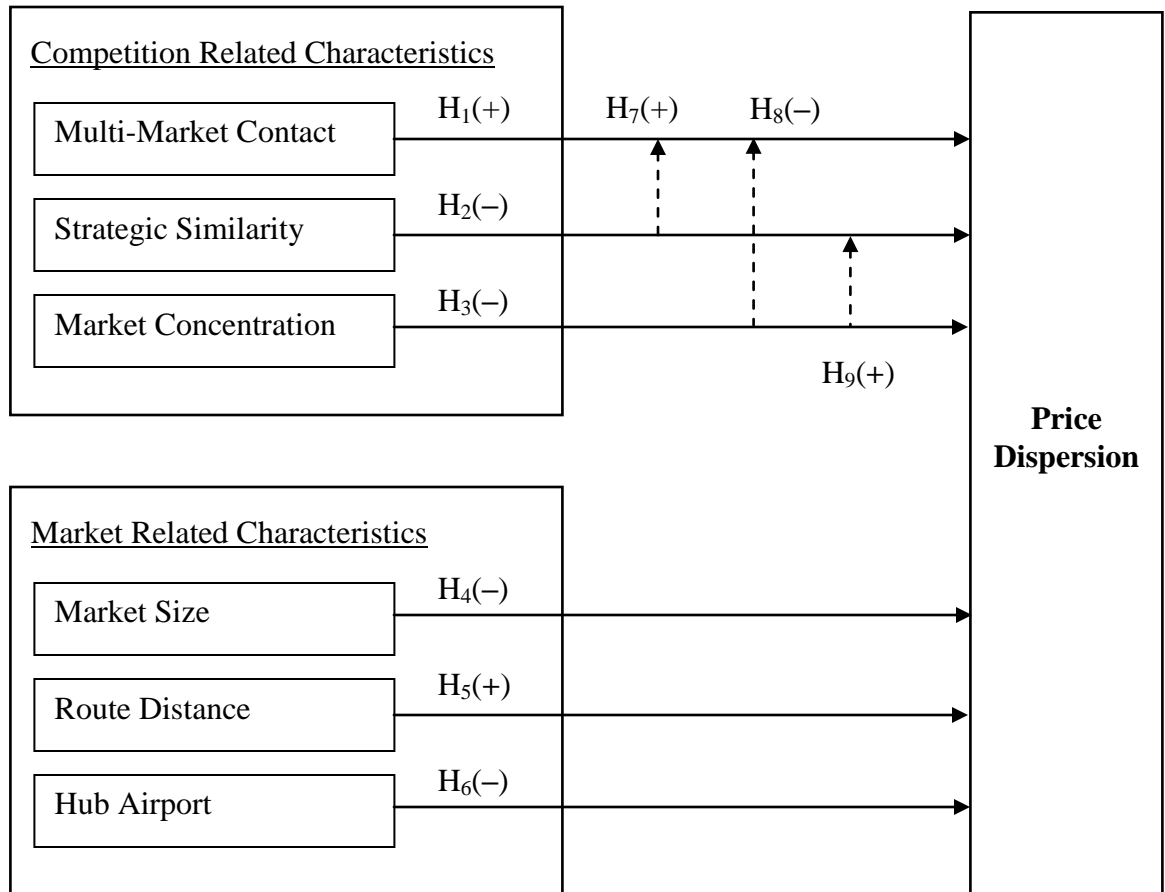 Competition Related Characteristics
Multi-Market Contact
H₁(+)
H₇(+)
H₈(–)
Strategic Similarity
H₂(–)
Market Concentration
H₃(–)
H₉(+)
Price
Dispersion
Market Related Characteristics
Market Size
H₄(–)
Route Distance
H₅(+)
Hub Airport
H₆(–)